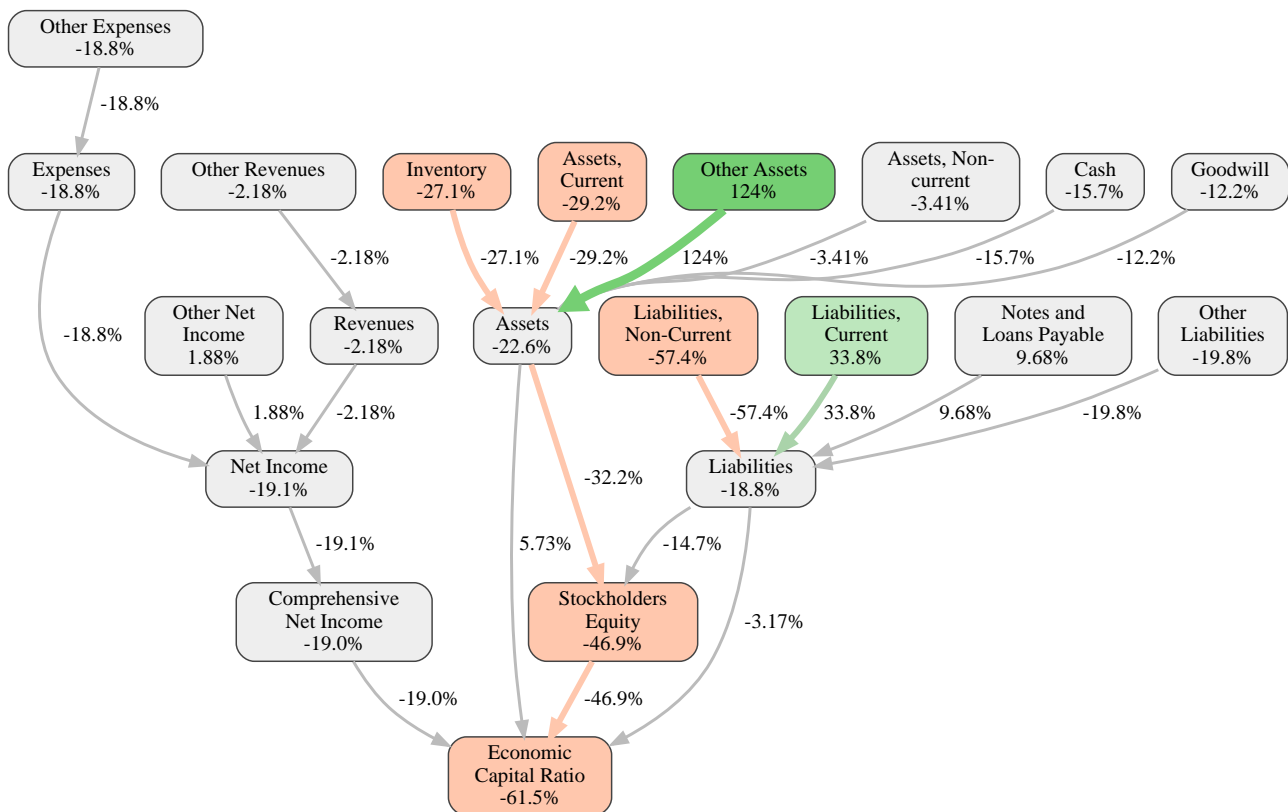 Other Expenses
-18.8%
-18.8%
Expenses
-18.8%
Other Revenues
-2.18%
Inventory
-27.1%
Assets,
Current
-29.2%
Other Assets
124%
Assets, Non-
current
-3.41%
Cash
-15.7%
Goodwill
-12.2%
-2.18%
-27.1%
-29.2%
124%
-3.41%
-15.7%
-12.2%
-18.8%
Other Net
Income
1.88%
Revenues
-2.18%
Assets
-22.6%
Liabilities,
Non-Current
-57.4%
Liabilities,
Current
33.8%
Notes and
Loans Payable
9.68%
Other
Liabilities
-19.8%
1.88%
-2.18%
-57.4%
33.8%
9.68%
-19.8%
Net Income
-19.1%
-32.2%
Liabilities
-18.8%
-19.1%
5.73%
-14.7%
Comprehensive
Net Income
-19.0%
Stockholders
Equity
-46.9%
-3.17%
-19.0%
-46.9%
Economic
Capital Ratio
-61.5%